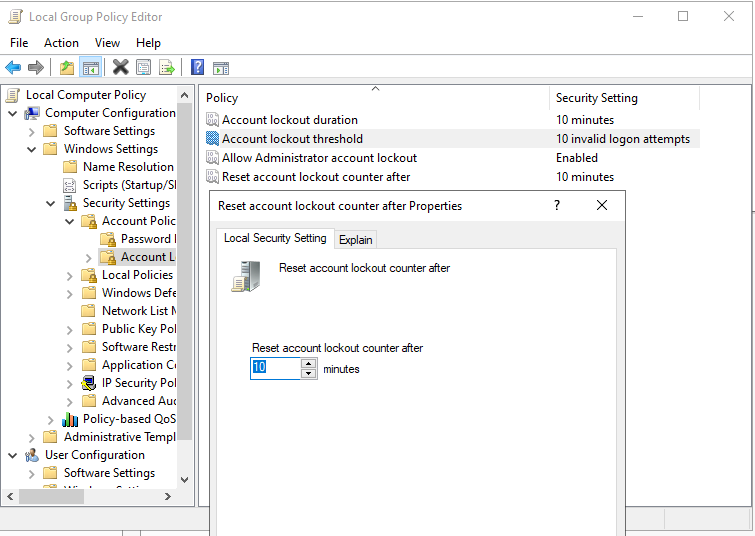 Local Group Policy Editor
File Action View Help
Local Computer Policy
Computer Configuration
Software Settings
Windows Settings
Name Resolution
Scripts (Startup/Sl
Security Settings
Account Polic
Password
Account L
Local Policies
Windows Defe
Network List M
Public Key Pol
Software Restr
Application Co
IP Security Pol
Advanced Aud
Policy-based QoS
Administrative Templ
User Configuration
Software Settings
Policy Security Setting
Account lockout duration 10 minutes
Account lockout threshold 10 invalid logon attempts
Allow Administrator account lockout Enabled
Reset account lockout counter after 10 minutes
Reset account lockout counter after Properties ?
Local Security Setting Explain
Reset account lockout counter after
Reset account lockout counter after
10 minutes